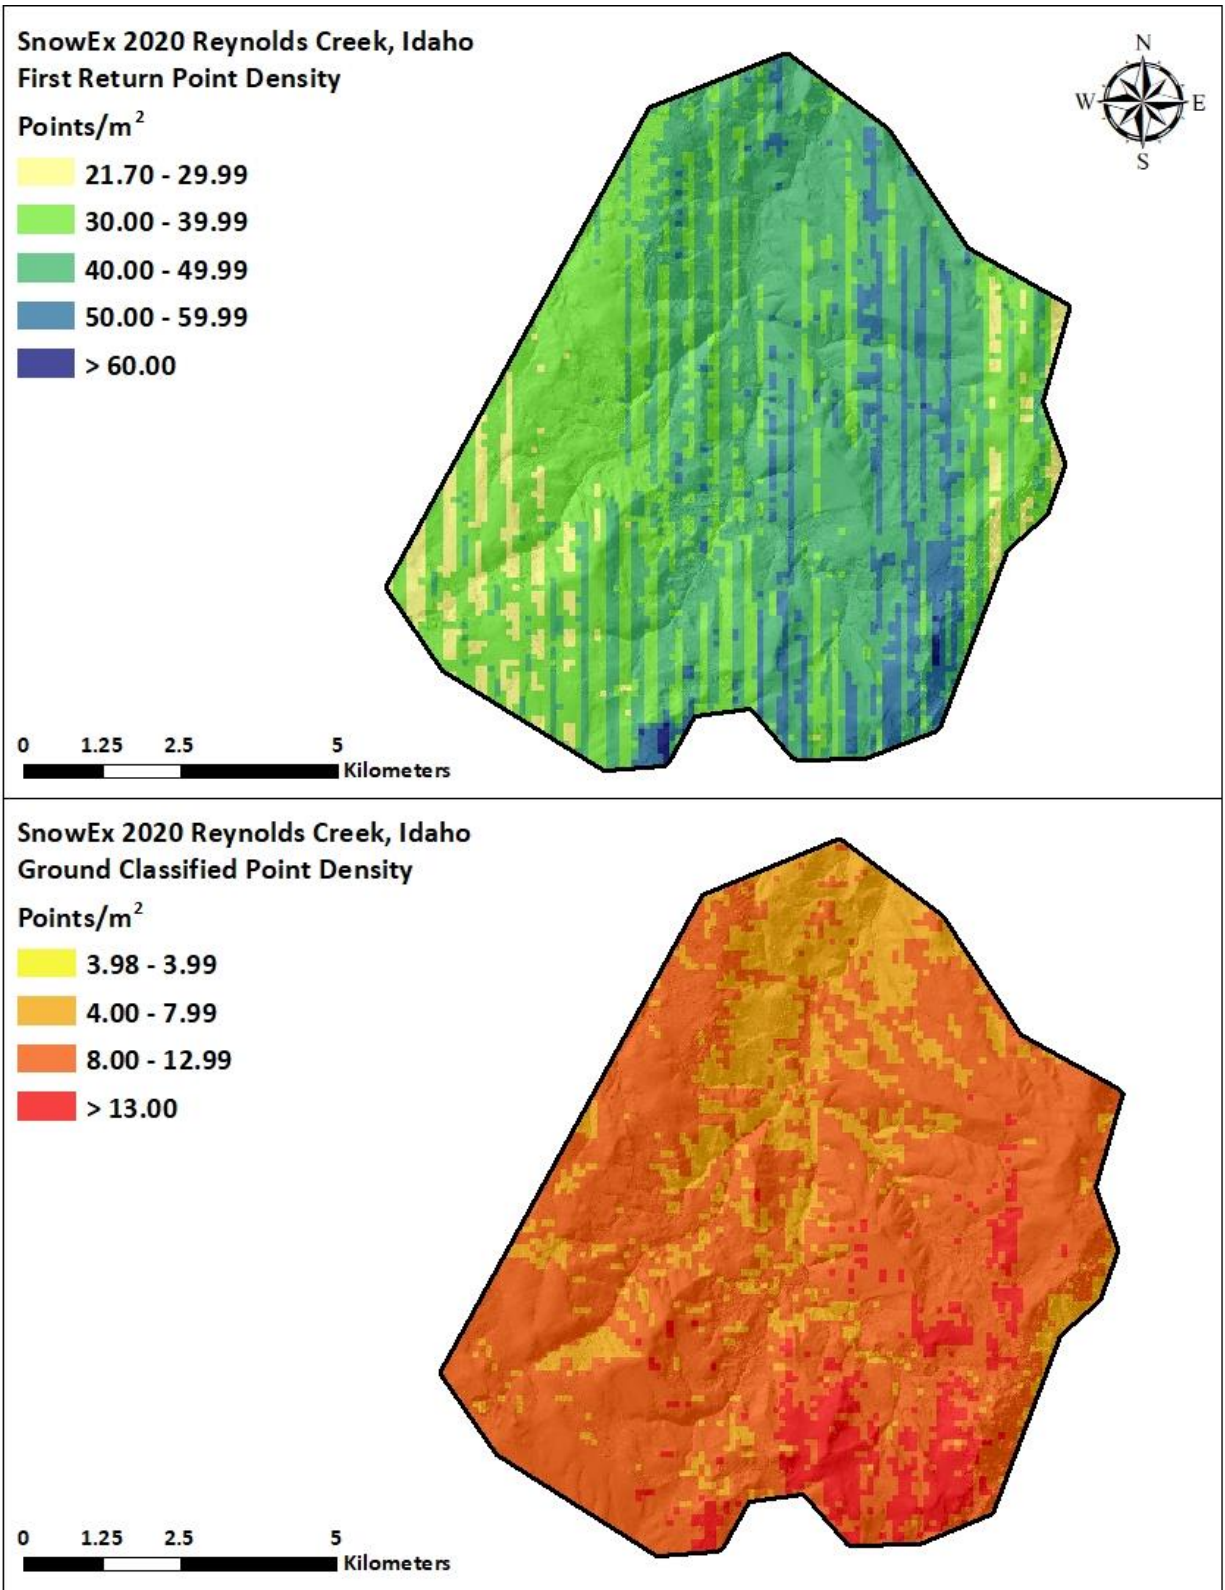 SnowEx 2020 Reynolds Creek, Idaho
First Return Point Density
Points/m²
21.70 - 29.99
30.00 - 39.99
40.00 - 49.99
50.00 - 59.99
> 60.00
N
W E
S
0 1.25 2.5 5
Kilometers
SnowEx 2020 Reynolds Creek, Idaho
Ground Classified Point Density
Points/m²
3.98 - 3.99
4.00 - 7.99
8.00 - 12.99
> 13.00
0 1.25 2.5 5
Kilometers